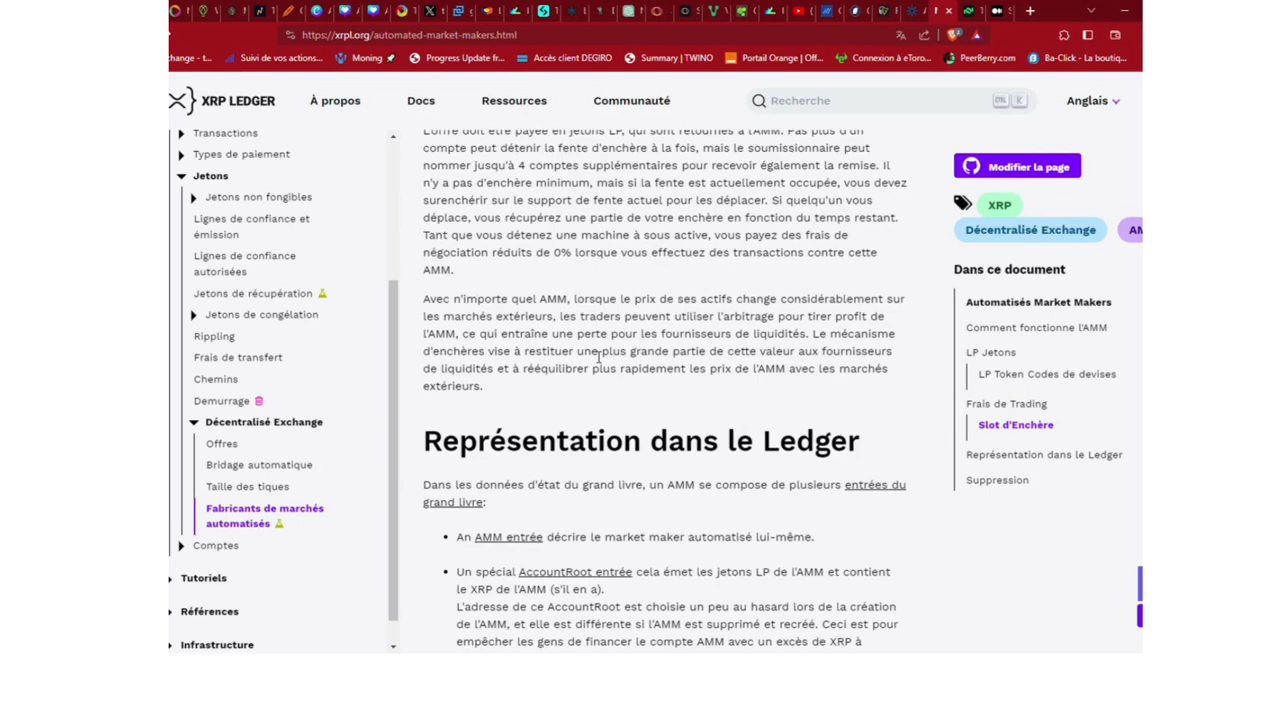 https://xrpl.org/automated-market-makers.html
change - t...
Suivi de vos actions...
Moning
Progress Update fr...
Accès client DEGIRO
Summary | TWINO
Portail Orange | Off...
Connexion à eToro...
PeerBerry.com
Ba-Click - La boutiq...
XRP LEDGER
À propos
Docs
Ressources
Communauté
Recherche
CTRL K
Anglais
Transactions
Types de paiement
Jetons
Jetons non fongibles
Lignes de confiance et
émission
Lignes de confiance
autorisées
Jetons de récupération
Jetons de congélation
Rippling
Frais de transfert
Chemins
Demurrage
Décentralisé Exchange
Offres
Bridage automatique
Taille des tiques
Fabricants de marchés
automatisés
Comptes
Tutoriels
Références
Infrastructure
L'offre doit être payée en jetons LP, qui sont retournés à l'AMM. Pas plus d'un
compte peut détenir la fente d'enchère à la fois, mais le soumissionnaire peut
nommer jusqu'à 4 comptes supplémentaires pour recevoir également la remise. Il
n'y a pas d'enchère minimum, mais si la fente est actuellement occupée, vous devez
surenchérir sur le support de fente actuel pour les déplacer. Si quelqu'un vous
déplace, vous récupérez une partie de votre enchère en fonction du temps restant.
Tant que vous détenez une machine à sous active, vous payez des frais de
négociation réduits de 0% lorsque vous effectuez des transactions contre cette
AMM.
Avec n'importe quel AMM, lorsque le prix de ses actifs change considérablement sur
les marchés extérieurs, les traders peuvent utiliser l'arbitrage pour tirer profit de
l'AMM, ce qui entraîne une perte pour les fournisseurs de liquidités. Le mécanisme
d'enchères vise à restituer une plus grande partie de cette valeur aux fournisseurs
de liquidités et à rééquilibrer plus rapidement les prix de l'AMM avec les marchés
extérieurs.
Représentation dans le Ledger
Dans les données d'état du grand livre, un AMM se compose de plusieurs entrées du
grand livre:
• An AMM entrée décrire le market maker automatisé lui-même.
• Un spécial AccountRoot entrée cela émet les jetons LP de l'AMM et contient
le XRP de l'AMM (s'il en a).
L'adresse de ce AccountRoot est choisie un peu au hasard lors de la création
de l'AMM, et elle est différente si l'AMM est supprimé et recréé. Ceci est pour
empêcher les gens de financer le compte AMM avec un excès de XRP à
Modifier la page
XRP
Décentralisé Exchange
AM
Dans ce document
Automatisés Market Makers
Comment fonctionne l'AMM
LP Jetons
LP Token Codes de devises
Frais de Trading
Slot d'Enchère
Représentation dans le Ledger
Suppression